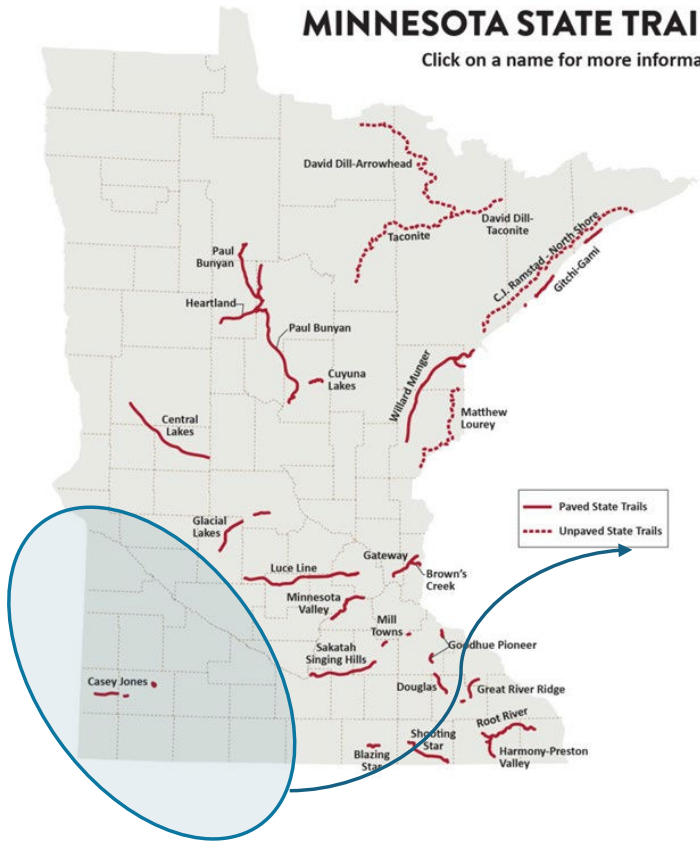 MINNESOTA STATE TRAI
Click on a name for more informa
David Dill-Arrowhead
David Dill-
Taconite
Taconite
C.J. Ramstad - North Shore
Gitchi-Gami
Paul
Bunyan
Heartland
Paul Bunyan
Cuyuna
Lakes
Willard Munger
Matthew
Lourey
Central
Lakes
Paved State Trails
Unpaved State Trails
Glacial
Lakes
Luce Line
Gateway
Brown's
Creek
Minnesota
Valley
Mill
Towns
Sakatah
Singing Hills
Goodhue Pioneer
Casey Jones
Douglas
Great River Ridge
Root River
Shooting
Star
Blazing
Star
Harmony-Preston
Valley